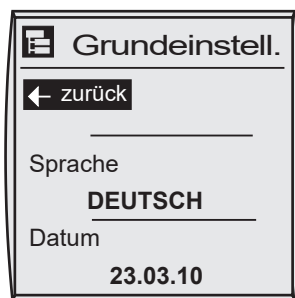 Grundeinstell.
← zurück
Sprache
DEUTSCH
Datum
23.03.10